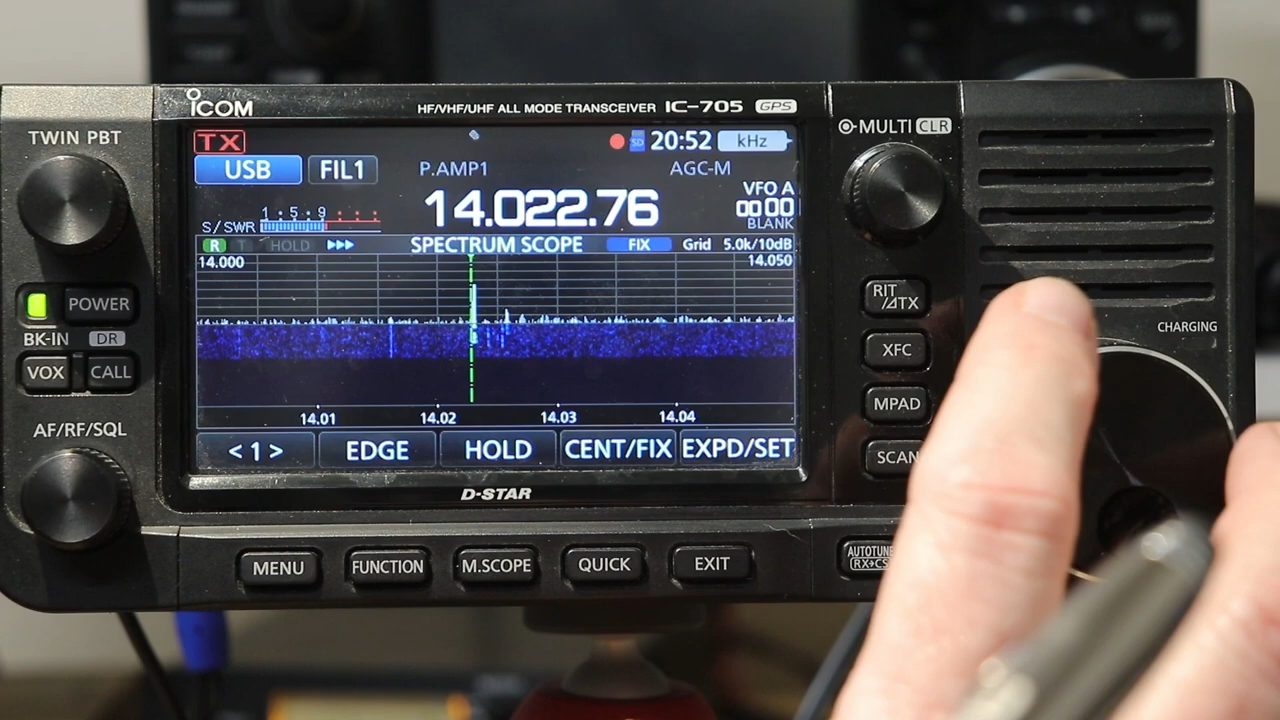 ICOM
HF/VHF/UHF ALL MODE TRANSCEIVER IC-705 GPS
TWIN PBT
MULTI CLR
TX
SD 20:52 kHz
USB FIL1 P.AMP1 AGC-M
14.022.76
VFO A
00 00
BLANK
1 5 9
S/SWR
R T HOLD SPECTRUM SCOPE FIX Grid 5.0k/10dB
14.000 14.050
14.01 14.02 14.03 14.04
< 1 > EDGE HOLD CENT/FIX EXPD/SET
D-STAR
POWER
BK-IN DR
VOX CALL
AF/RF/SQL
RIT
/⊿TX
XFC
MPAD
SCAN
CHARGING
MENU FUNCTION M.SCOPE QUICK EXIT
AUTOTUNE